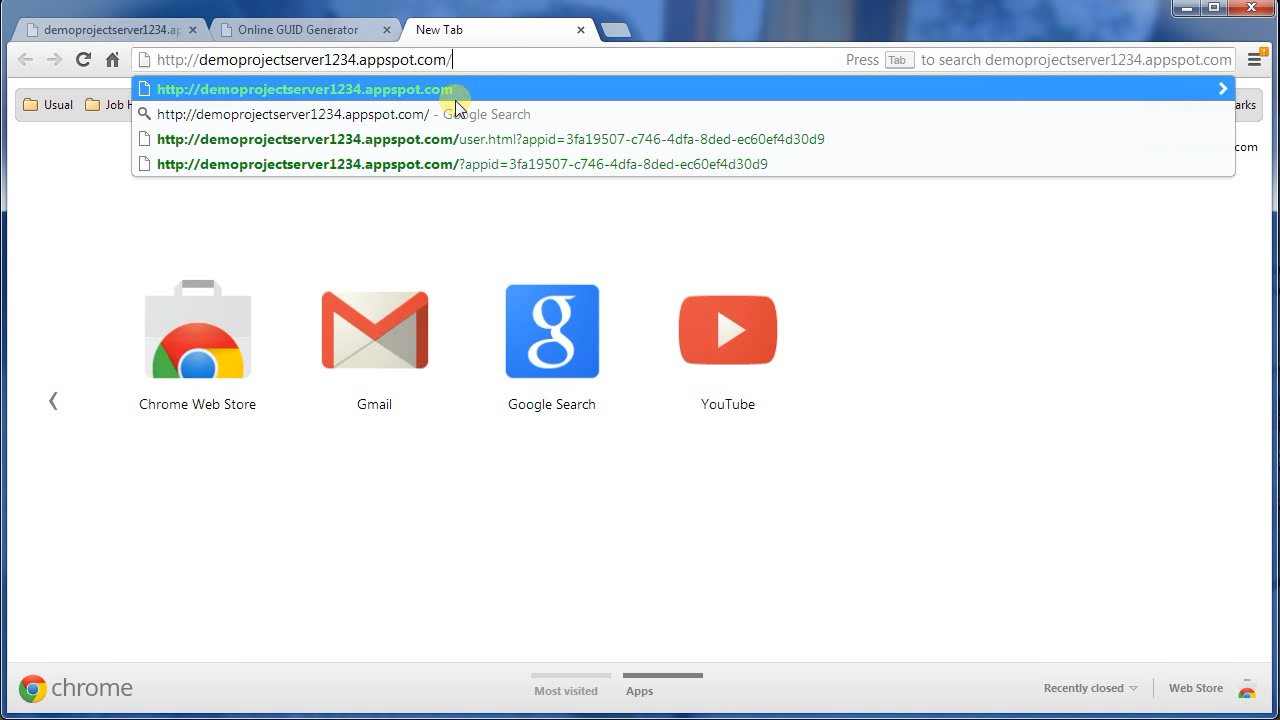 demoprojectserver1234.ap
Online GUID Generator
New Tab
http://demoprojectserver1234.appspot.com/
Press Tab to search demoprojectserver1234.appspot.com
http://demoprojectserver1234.appspot.com
http://demoprojectserver1234.appspot.com/ - Google Search
http://demoprojectserver1234.appspot.com/user.html?appid=3fa19507-c746-4dfa-8ded-ec60ef4d30d9
http://demoprojectserver1234.appspot.com/?appid=3fa19507-c746-4dfa-8ded-ec60ef4d30d9
Usual
Job H
arks
com
Chrome Web Store
Gmail
Google Search
YouTube
chrome
Most visited
Apps
Recently closed
Web Store